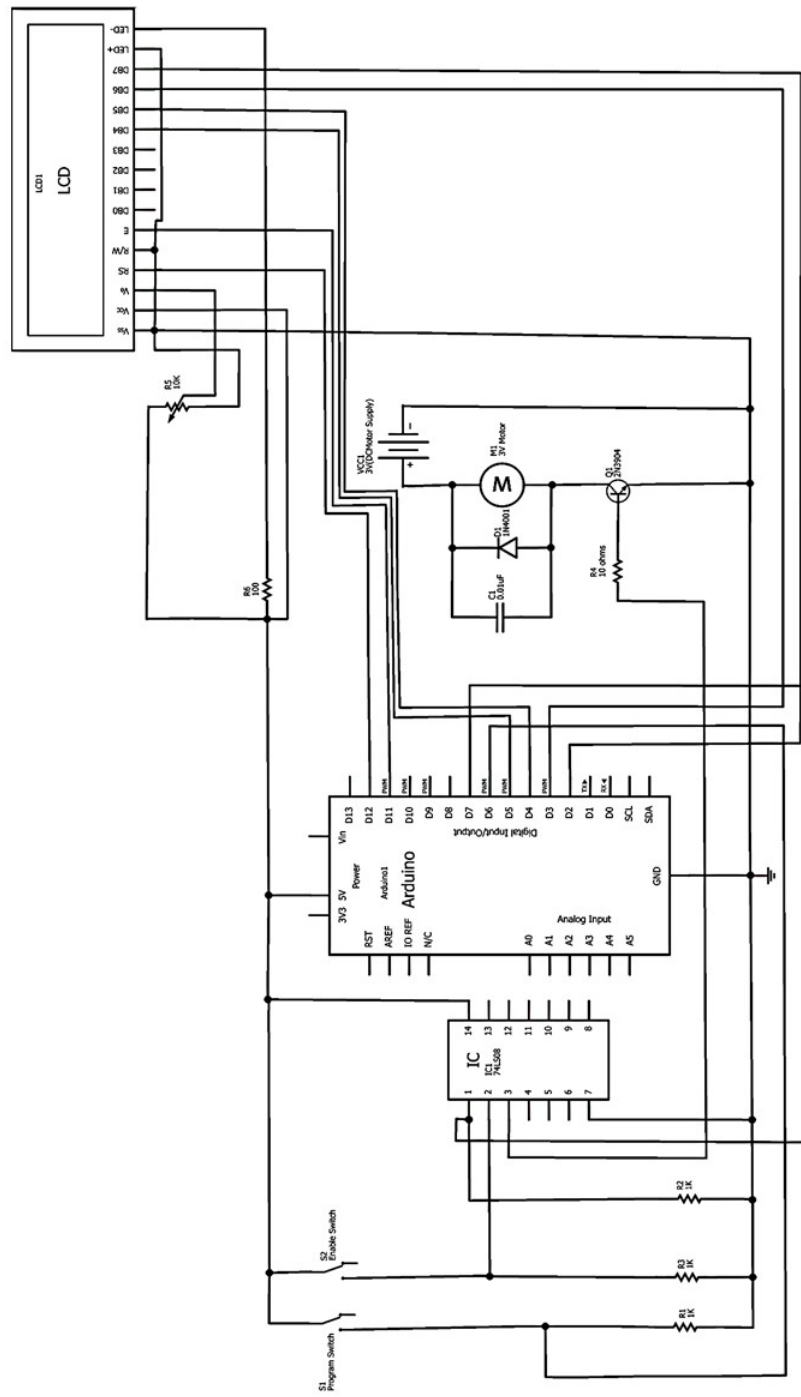 LCD1
LCD
LED-
LED+
DB7
DB6
DB5
DB4
DB3
DB2
DB1
DB0
E
R/W
RS
Vo
Vcc
Vss
R5
10K
R6
100
VCC1
3V(DCMotor Supply)
+
-
M1
3V Motor
M
D1
1N4001
C1
0.01uF
Q1
2N3904
R4
10 ohms
Arduino1
Arduino
Power
3V3
5V
Vin
RST
AREF
IO REF
N/C
D13
D12
D11
D10
D9
D8
D7
D6
D5
D4
D3
D2
D1
D0
SCL
SDA
PWM
PWM
PWM
PWM
PWM
PWM
TX
RX
Digital Input/Output
Analog Input
A0
A1
A2
A3
A4
A5
GND
IC
IC1
74LS08
1
2
3
4
5
6
7
14
13
12
11
10
9
8
R2
1K
S2
Enable Switch
R3
1K
S1
Program Switch
R1
1K